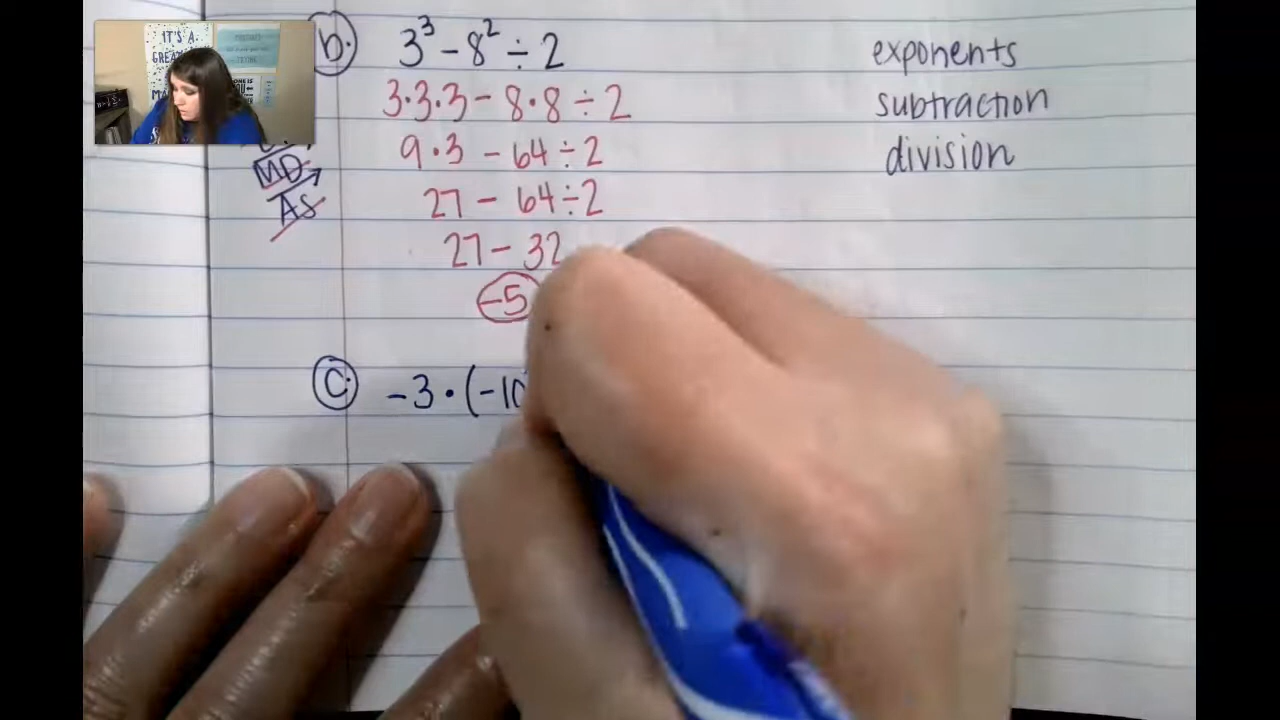 IT'S A
b. 3³ - 8² ÷ 2
exponents
3·3·3 - 8·8 ÷ 2
subtraction
9·3 - 64 ÷ 2
division
MD
27 - 64 ÷ 2
AS
27 - 32
-5
c. -3·(-10